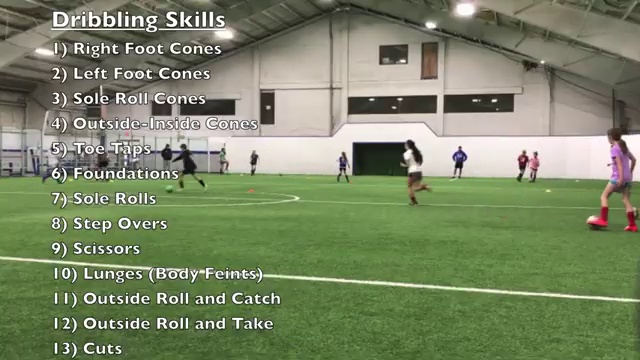 Dribbling Skills
1) Right Foot Cones
2) Left Foot Cones
3) Sole Roll Cones
4) Outside-Inside Cones
5) Toe Taps
6) Foundations
7) Sole Rolls
8) Step Overs
9) Scissors
10) Lunges (Body Feints)
11) Outside Roll and Catch
12) Outside Roll and Take
13) Cuts